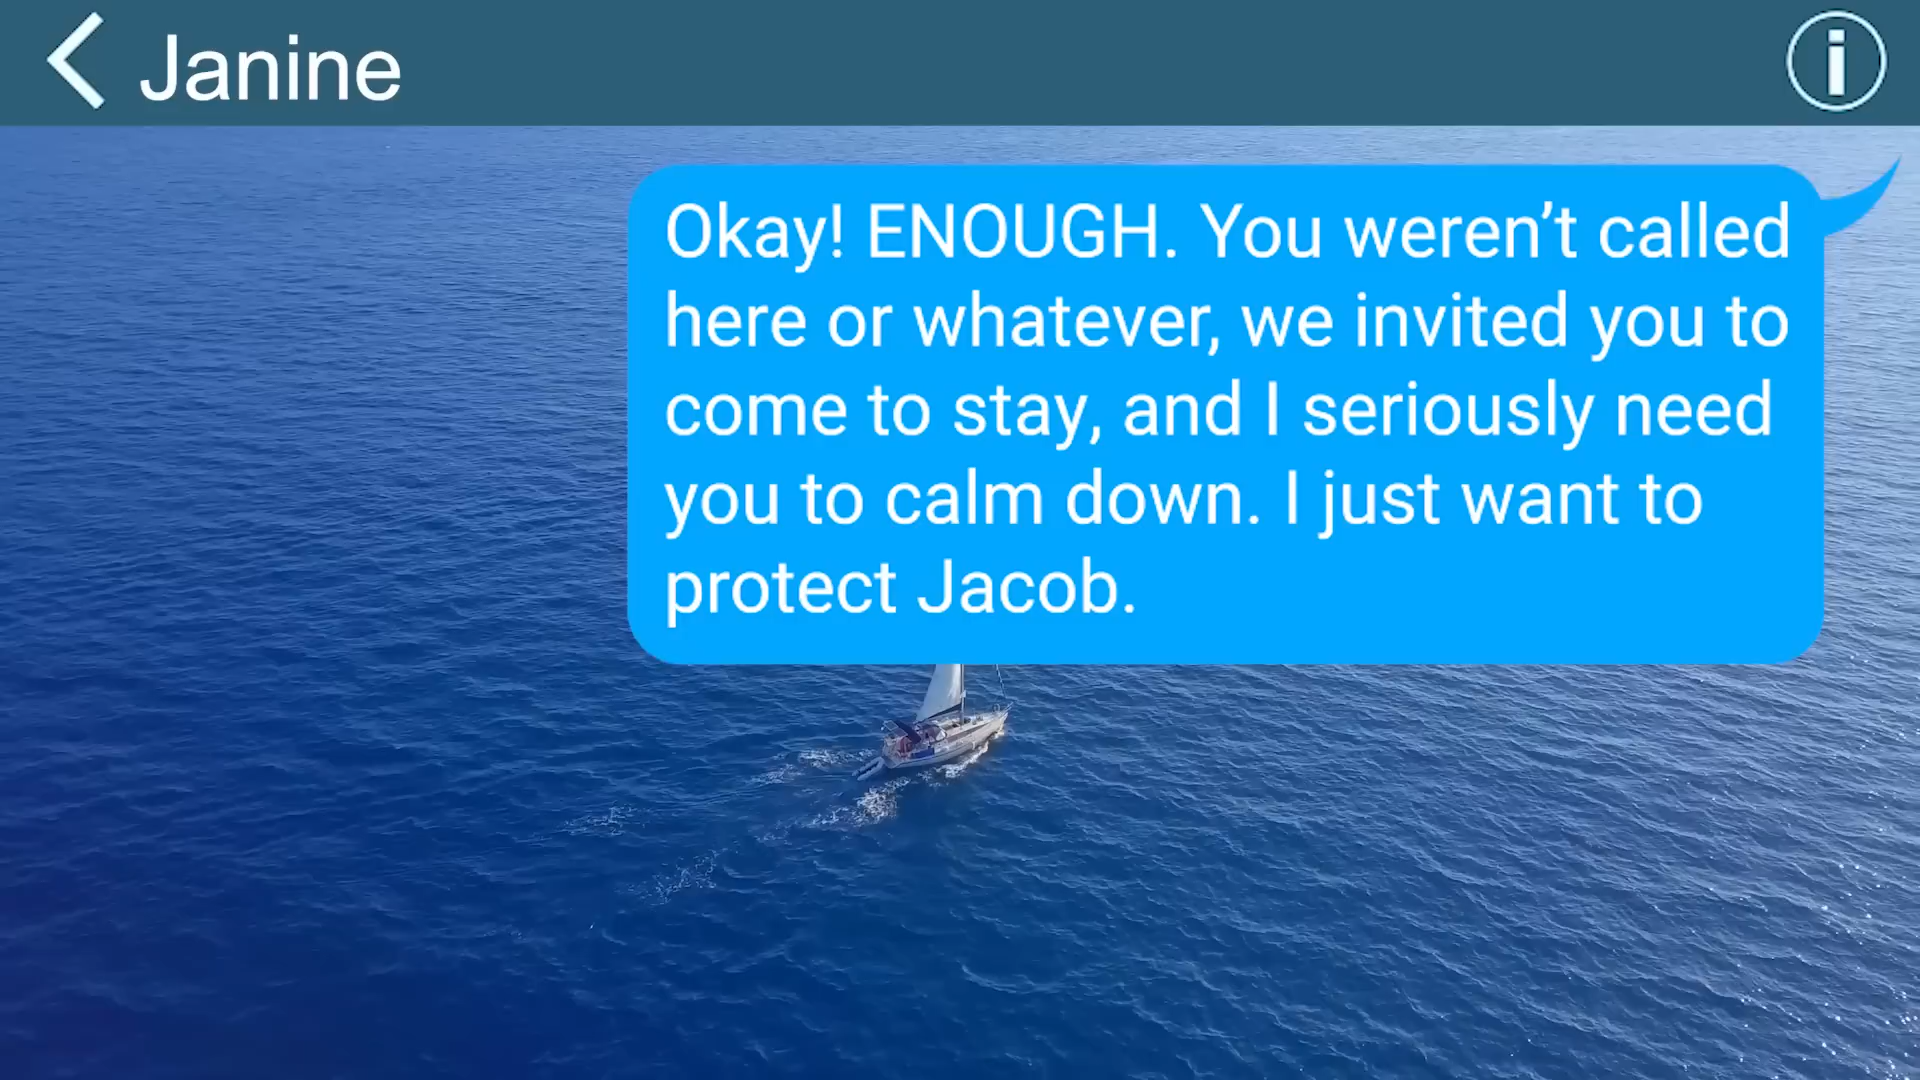 Janine
Okay! ENOUGH. You weren’t called
here or whatever, we invited you to
come to stay, and I seriously need
you to calm down. I just want to
protect Jacob.